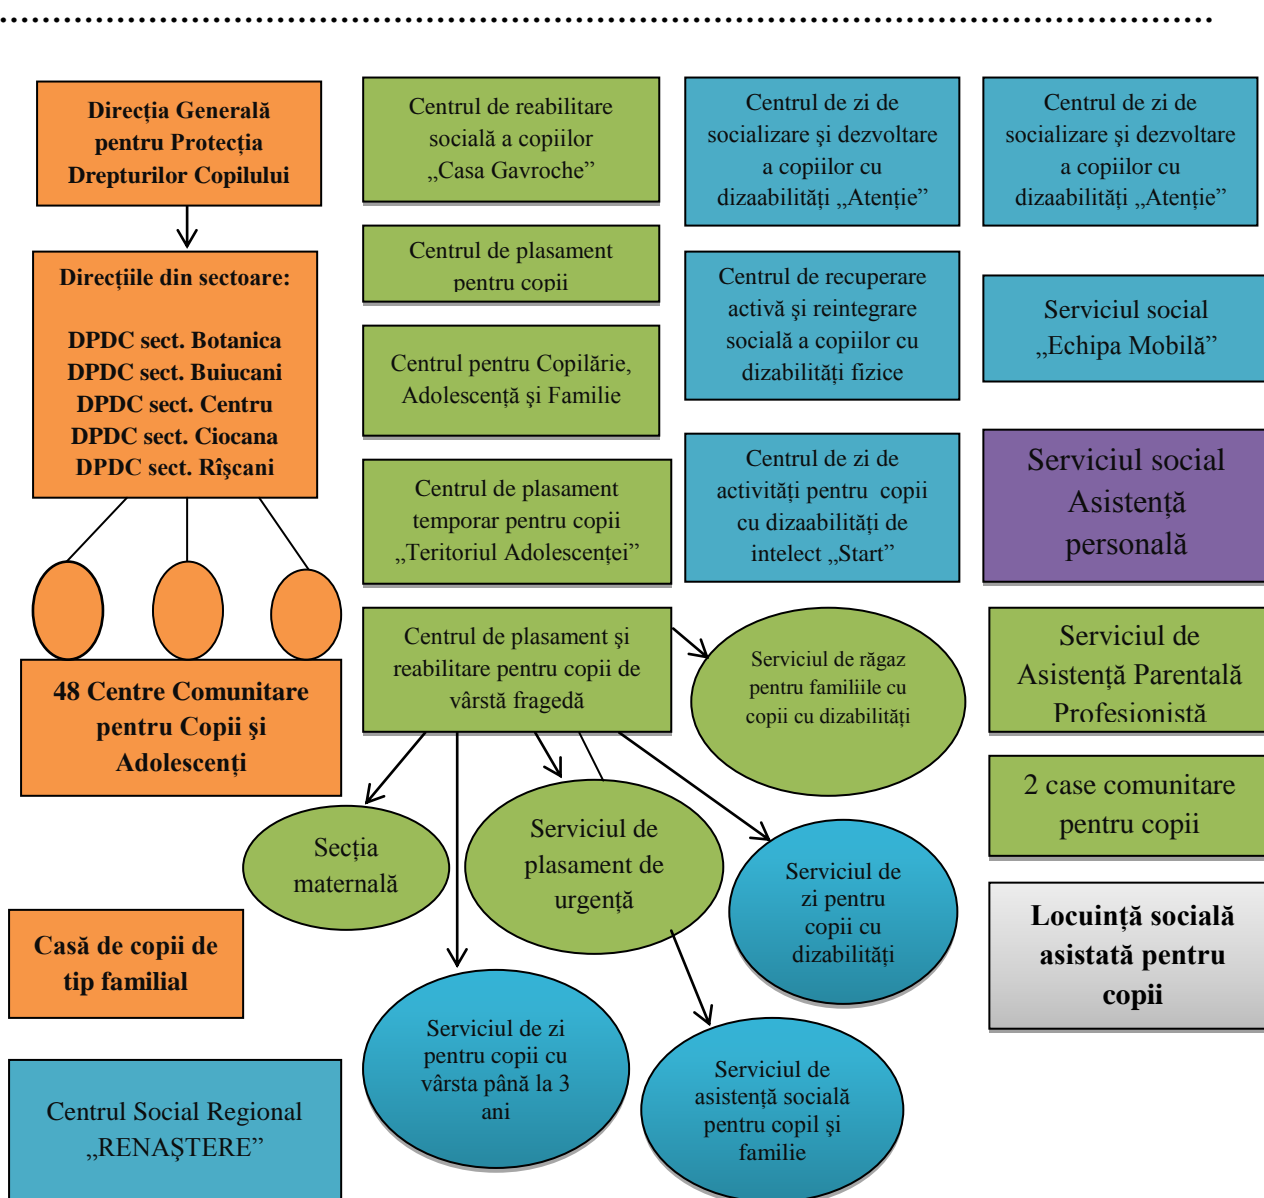 Direcția Generală
pentru Protecția
Drepturilor Copilului
Direcțiile din sectoare:
DPDC sect. Botanica
DPDC sect. Buiucani
DPDC sect. Centru
DPDC sect. Ciocana
DPDC sect. Rîşcani
48 Centre Comunitare
pentru Copii şi
Adolescenți
Casă de copii de
tip familial
Centrul Social Regional
„RENAŞTERE”
Centrul de reabilitare
socială a copiilor
„Casa Gavroche”
Centrul de plasament
pentru copii
Centrul pentru Copilărie,
Adolescență şi Familie
Centrul de plasament
temporar pentru copii
„Teritoriul Adolescenței”
Centrul de plasament şi
reabilitare pentru copii de
vârstă fragedă
Secția
maternală
Serviciul de zi
pentru copii cu
vârsta până la 3
ani
Serviciul de
plasament de
urgență
Serviciul de
asistență socială
pentru copil şi
familie
Serviciul de
zi pentru
copii cu
dizabilități
Serviciul de răgaz
pentru familiile cu
copii cu dizabilități
Centrul de zi de
socializare şi dezvoltare
a copiilor cu
dizaabilități „Atenție”
Centrul de recuperare
activă şi reintegrare
socială a copiilor cu
dizabilități fizice
Centrul de zi de
activități pentru copii
cu dizaabilități de
intelect „Start”
Centrul de zi de
socializare şi dezvoltare
a copiilor cu
dizaabilități „Atenție”
Serviciul social
„Echipa Mobilă”
Serviciul social
Asistență
personală
Serviciul de
Asistență Parentală
Profesionistă
2 case comunitare
pentru copii
Locuință socială
asistată pentru
copii